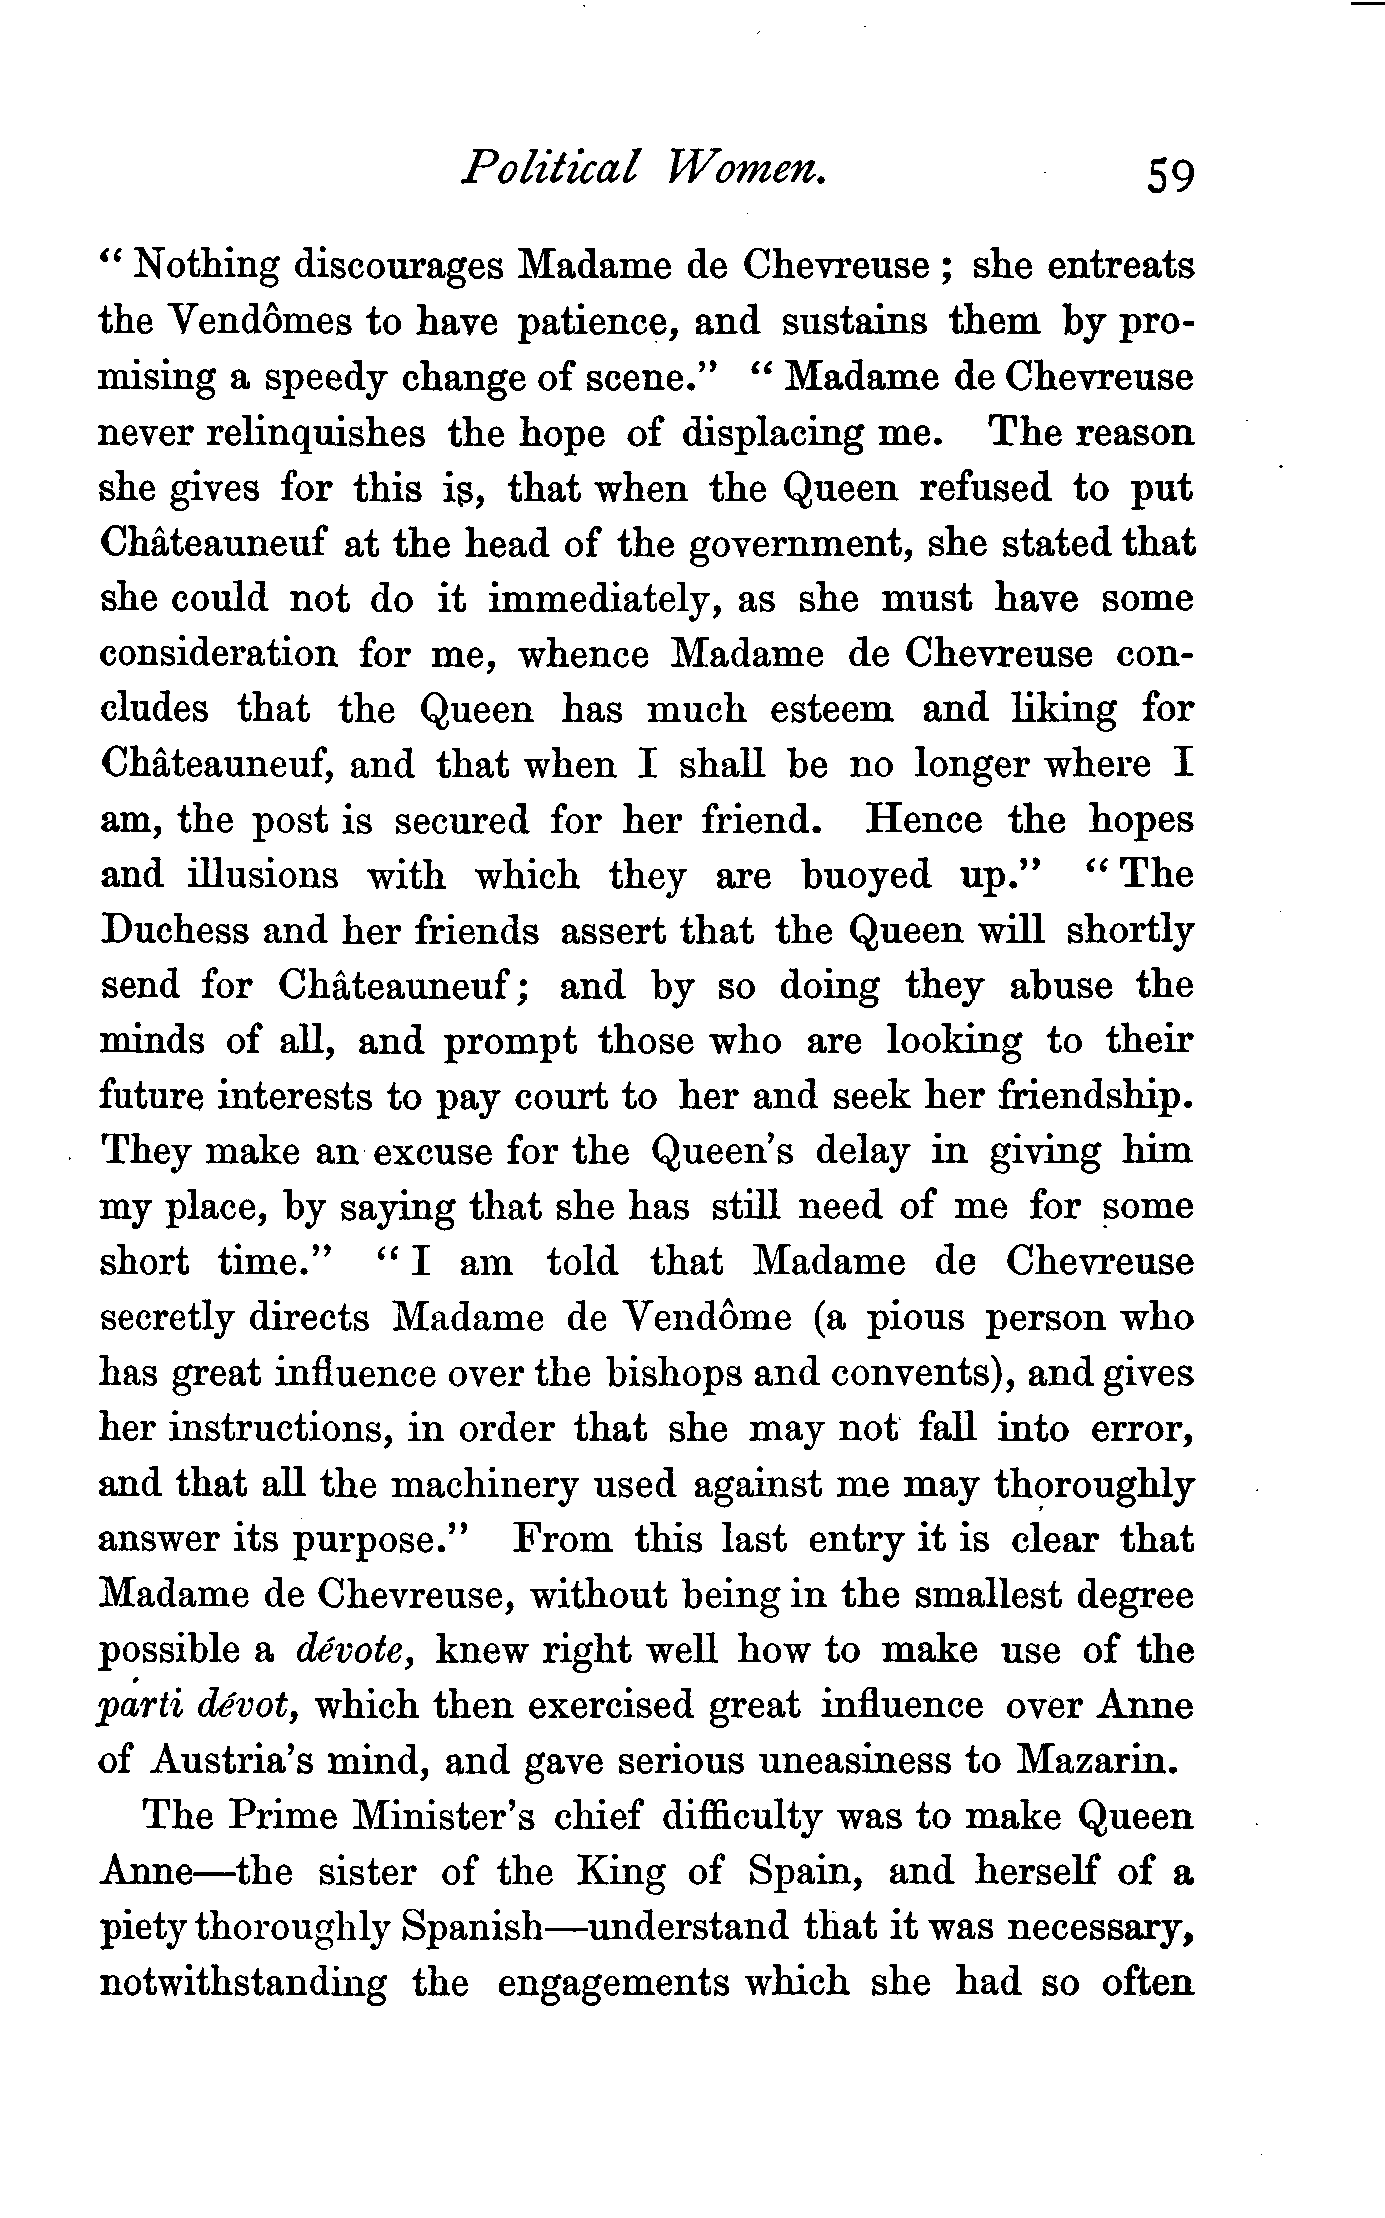 Political Women. 59
“ Nothing discourages Madame de Chevreuse ; she entreats
the Vendômes to have patience, and sustains them by pro-
mising a speedy change of scene.” “ Madame de Chevreuse
never relinquishes the hope of displacing me. The reason
she gives for this is, that when the Queen refused to put
Châteauneuf at the head of the government, she stated that
she could not do it immediately, as she must have some
consideration for me, whence Madame de Chevreuse con-
cludes that the Queen has much esteem and liking for
Châteauneuf, and that when I shall be no longer where I
am, the post is secured for her friend. Hence the hopes
and illusions with which they are buoyed up.” “ The
Duchess and her friends assert that the Queen will shortly
send for Châteauneuf ; and by so doing they abuse the
minds of all, and prompt those who are looking to their
future interests to pay court to her and seek her friendship.
They make an excuse for the Queen’s delay in giving him
my place, by saying that she has still need of me for some
short time.” “ I am told that Madame de Chevreuse
secretly directs Madame de Vendôme (a pious person who
has great influence over the bishops and convents), and gives
her instructions, in order that she may not fall into error,
and that all the machinery used against me may thoroughly
answer its purpose.” From this last entry it is clear that
Madame de Chevreuse, without being in the smallest degree
possible a dévote, knew right well how to make use of the
parti dévot, which then exercised great influence over Anne
of Austria’s mind, and gave serious uneasiness to Mazarin.
The Prime Minister’s chief difficulty was to make Queen
Anne—the sister of the King of Spain, and herself of a
piety thoroughly Spanish—understand that it was necessary,
notwithstanding the engagements which she had so often